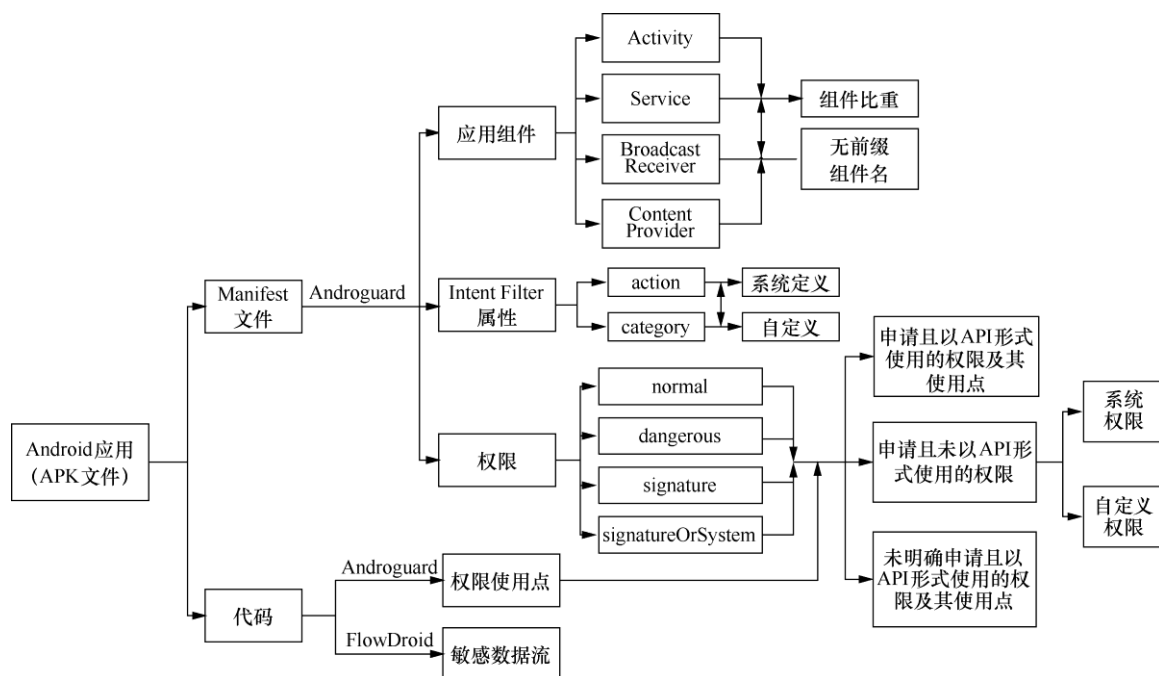 Activity
Service
组件比重
应用组件
Broadcast
Receiver
无前缀
组件名
Content
Provider
Manifest
文件
Androguard
Intent Filter
属性
action
系统定义
category
自定义
申请且以API形式
使用的权限及其
使用点
normal
系统
权限
dangerous
Android应用
（APK文件）
权限
申请且未以API形
式使用的权限
signature
自定义
权限
signatureOrSystem
未明确申请且以
API形式使用的权
限及其使用点
Androguard
权限使用点
代码
FlowDroid
敏感数据流